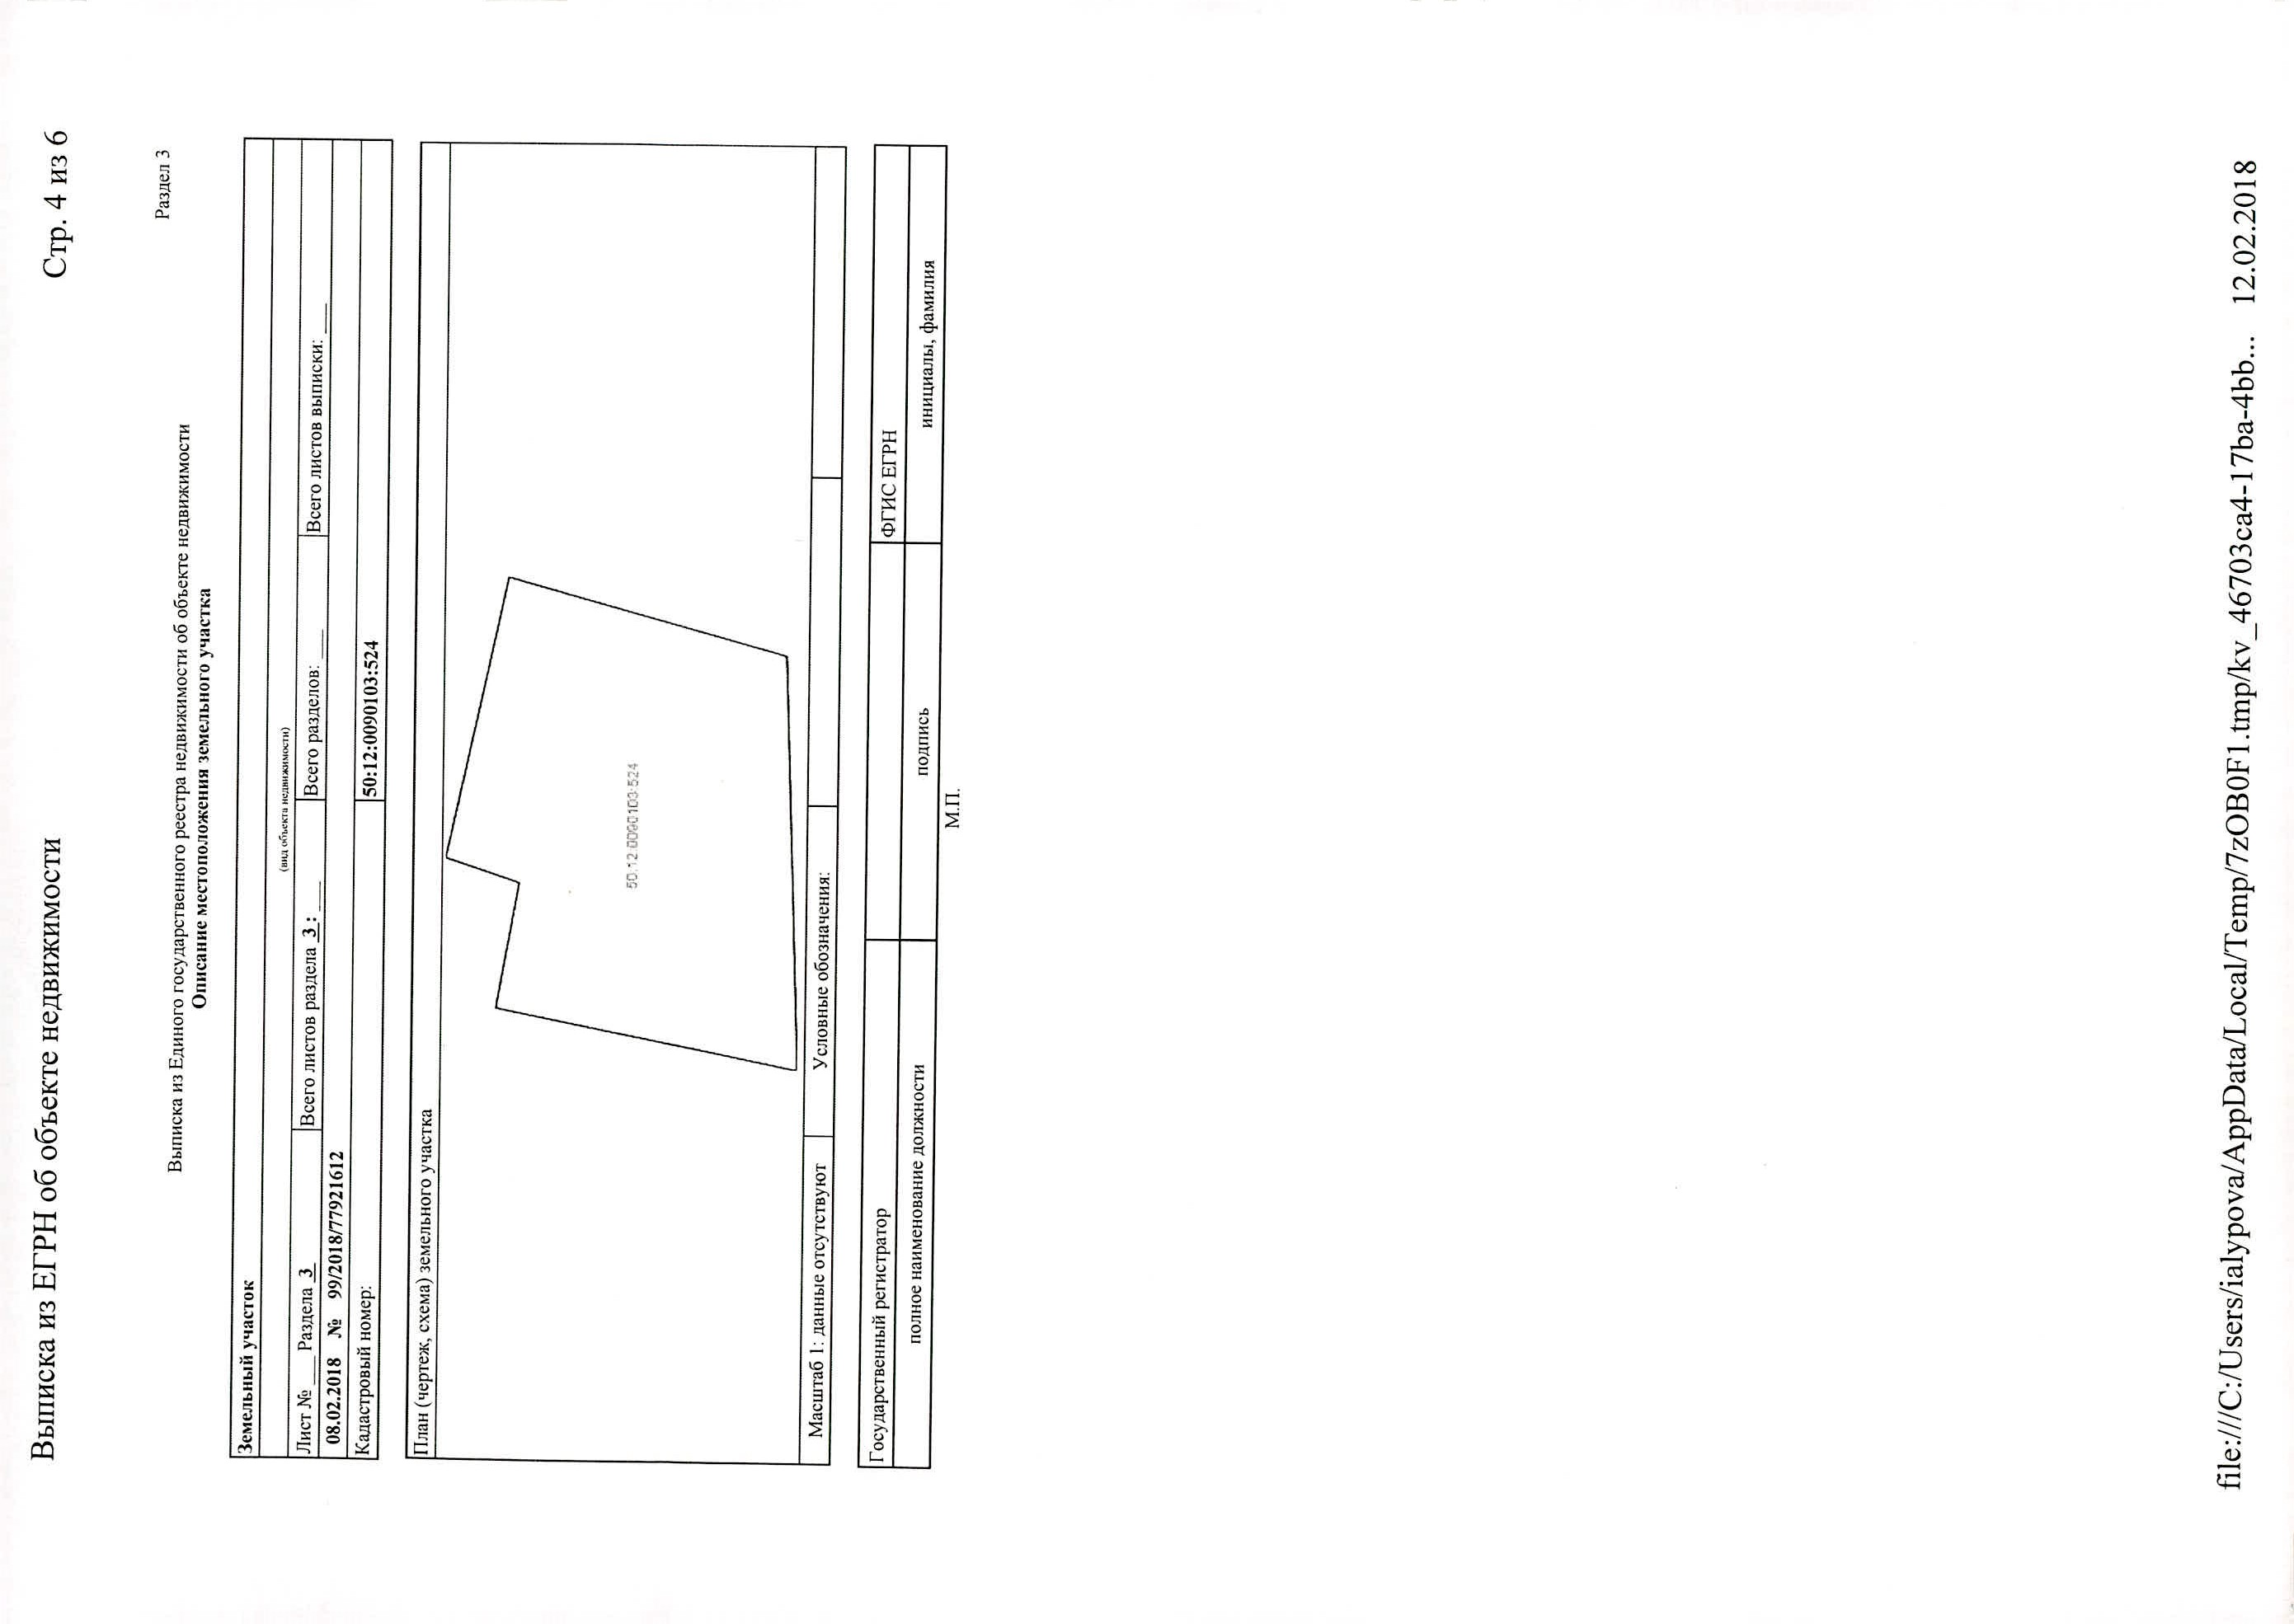 Выписка из ЕГРН об объекте недвижимости Стр. 4 из 6
Раздел 3
Выписка из Единого государственного реестра недвижимости об объекте недвижимости
Описание местоположения земельного участка
Земельный участок
(вид объекта недвижимости)
Лист № ___ Раздела 3 Всего листов раздела 3 : ___ Всего разделов: ___ Всего листов выписки: ___
08.02.2018 № 99/2018/77921612
Кадастровый номер: 50:12:0090103:524
План (чертеж, схема) земельного участка
50:12:0090103:524
Масштаб 1: данные отсутствуют Условные обозначения:
Государственный регистратор ФГИС ЕГРН
полное наименование должности подпись инициалы, фамилия
М.П.
file:///C:/Users/ialypova/AppData/Local/Temp/7zOB0F1.tmp/kv_46703ca4-17ba-4bb... 12.02.2018